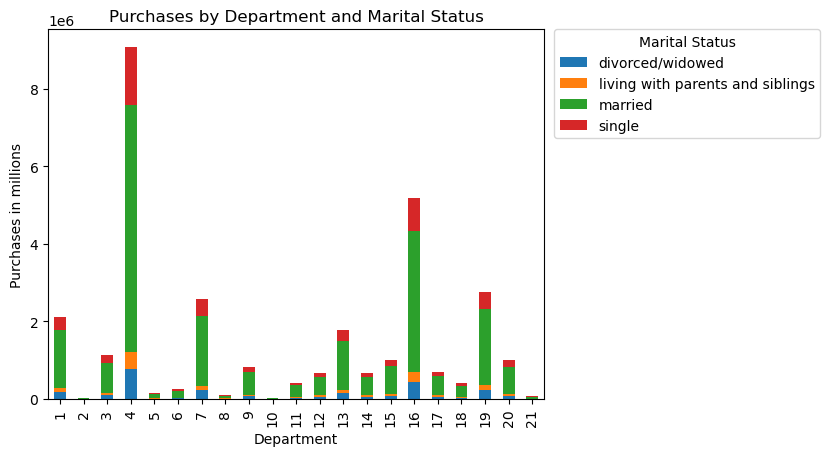 Purchases by Department and Marital Status
1e6
Purchases in millions
8
6
4
2
0
1 2 3 4 5 6 7 8 9 10 11 12 13 14 15 16 17 18 19 20 21
Department
Marital Status
divorced/widowed
living with parents and siblings
married
single